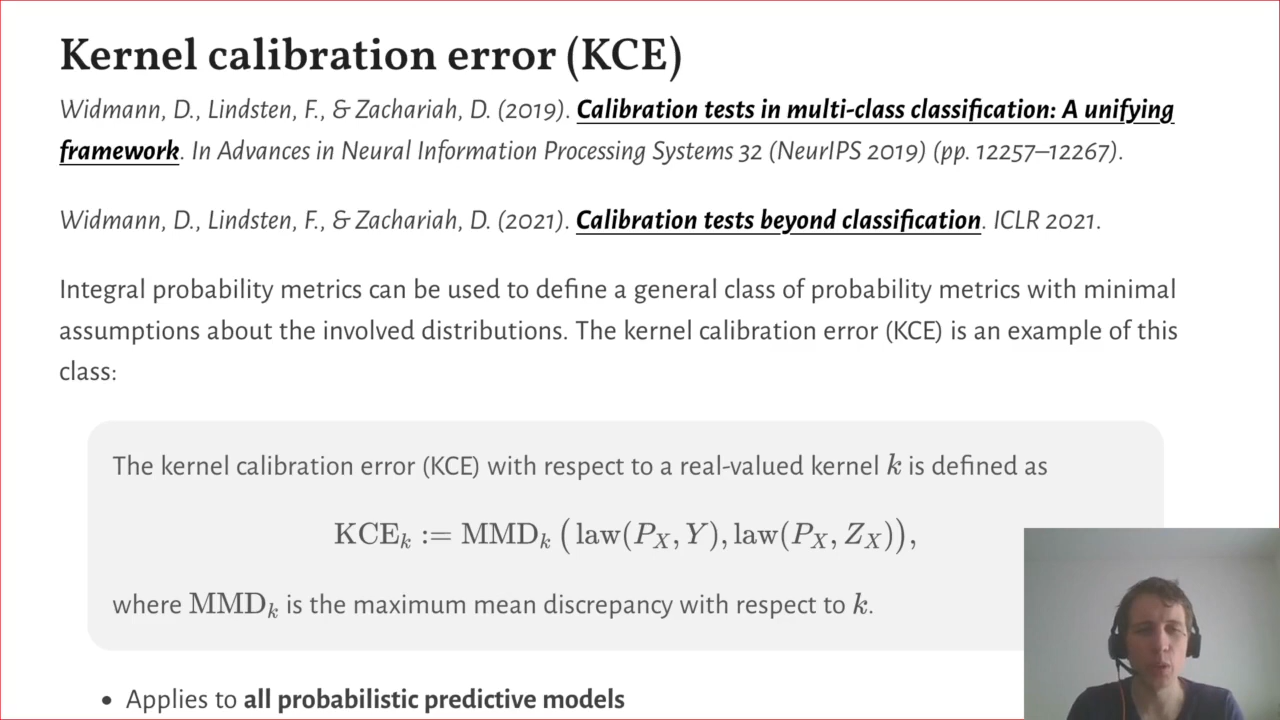 Kernel calibration error (KCE)
Widmann, D., Lindsten, F., & Zachariah, D. (2019). Calibration tests in multi-class classification: A unifying
framework. In Advances in Neural Information Processing Systems 32 (NeurIPS 2019) (pp. 12257–12267).
Widmann, D., Lindsten, F., & Zachariah, D. (2021). Calibration tests beyond classification. ICLR 2021.
Integral probability metrics can be used to define a general class of probability metrics with minimal
assumptions about the involved distributions. The kernel calibration error (KCE) is an example of this
class:
The kernel calibration error (KCE) with respect to a real-valued kernel k is defined as
KCE_k := MMD_k (law(P_X, Y), law(P_X, Z_X)),
where MMD_k is the maximum mean discrepancy with respect to k.
• Applies to all probabilistic predictive models